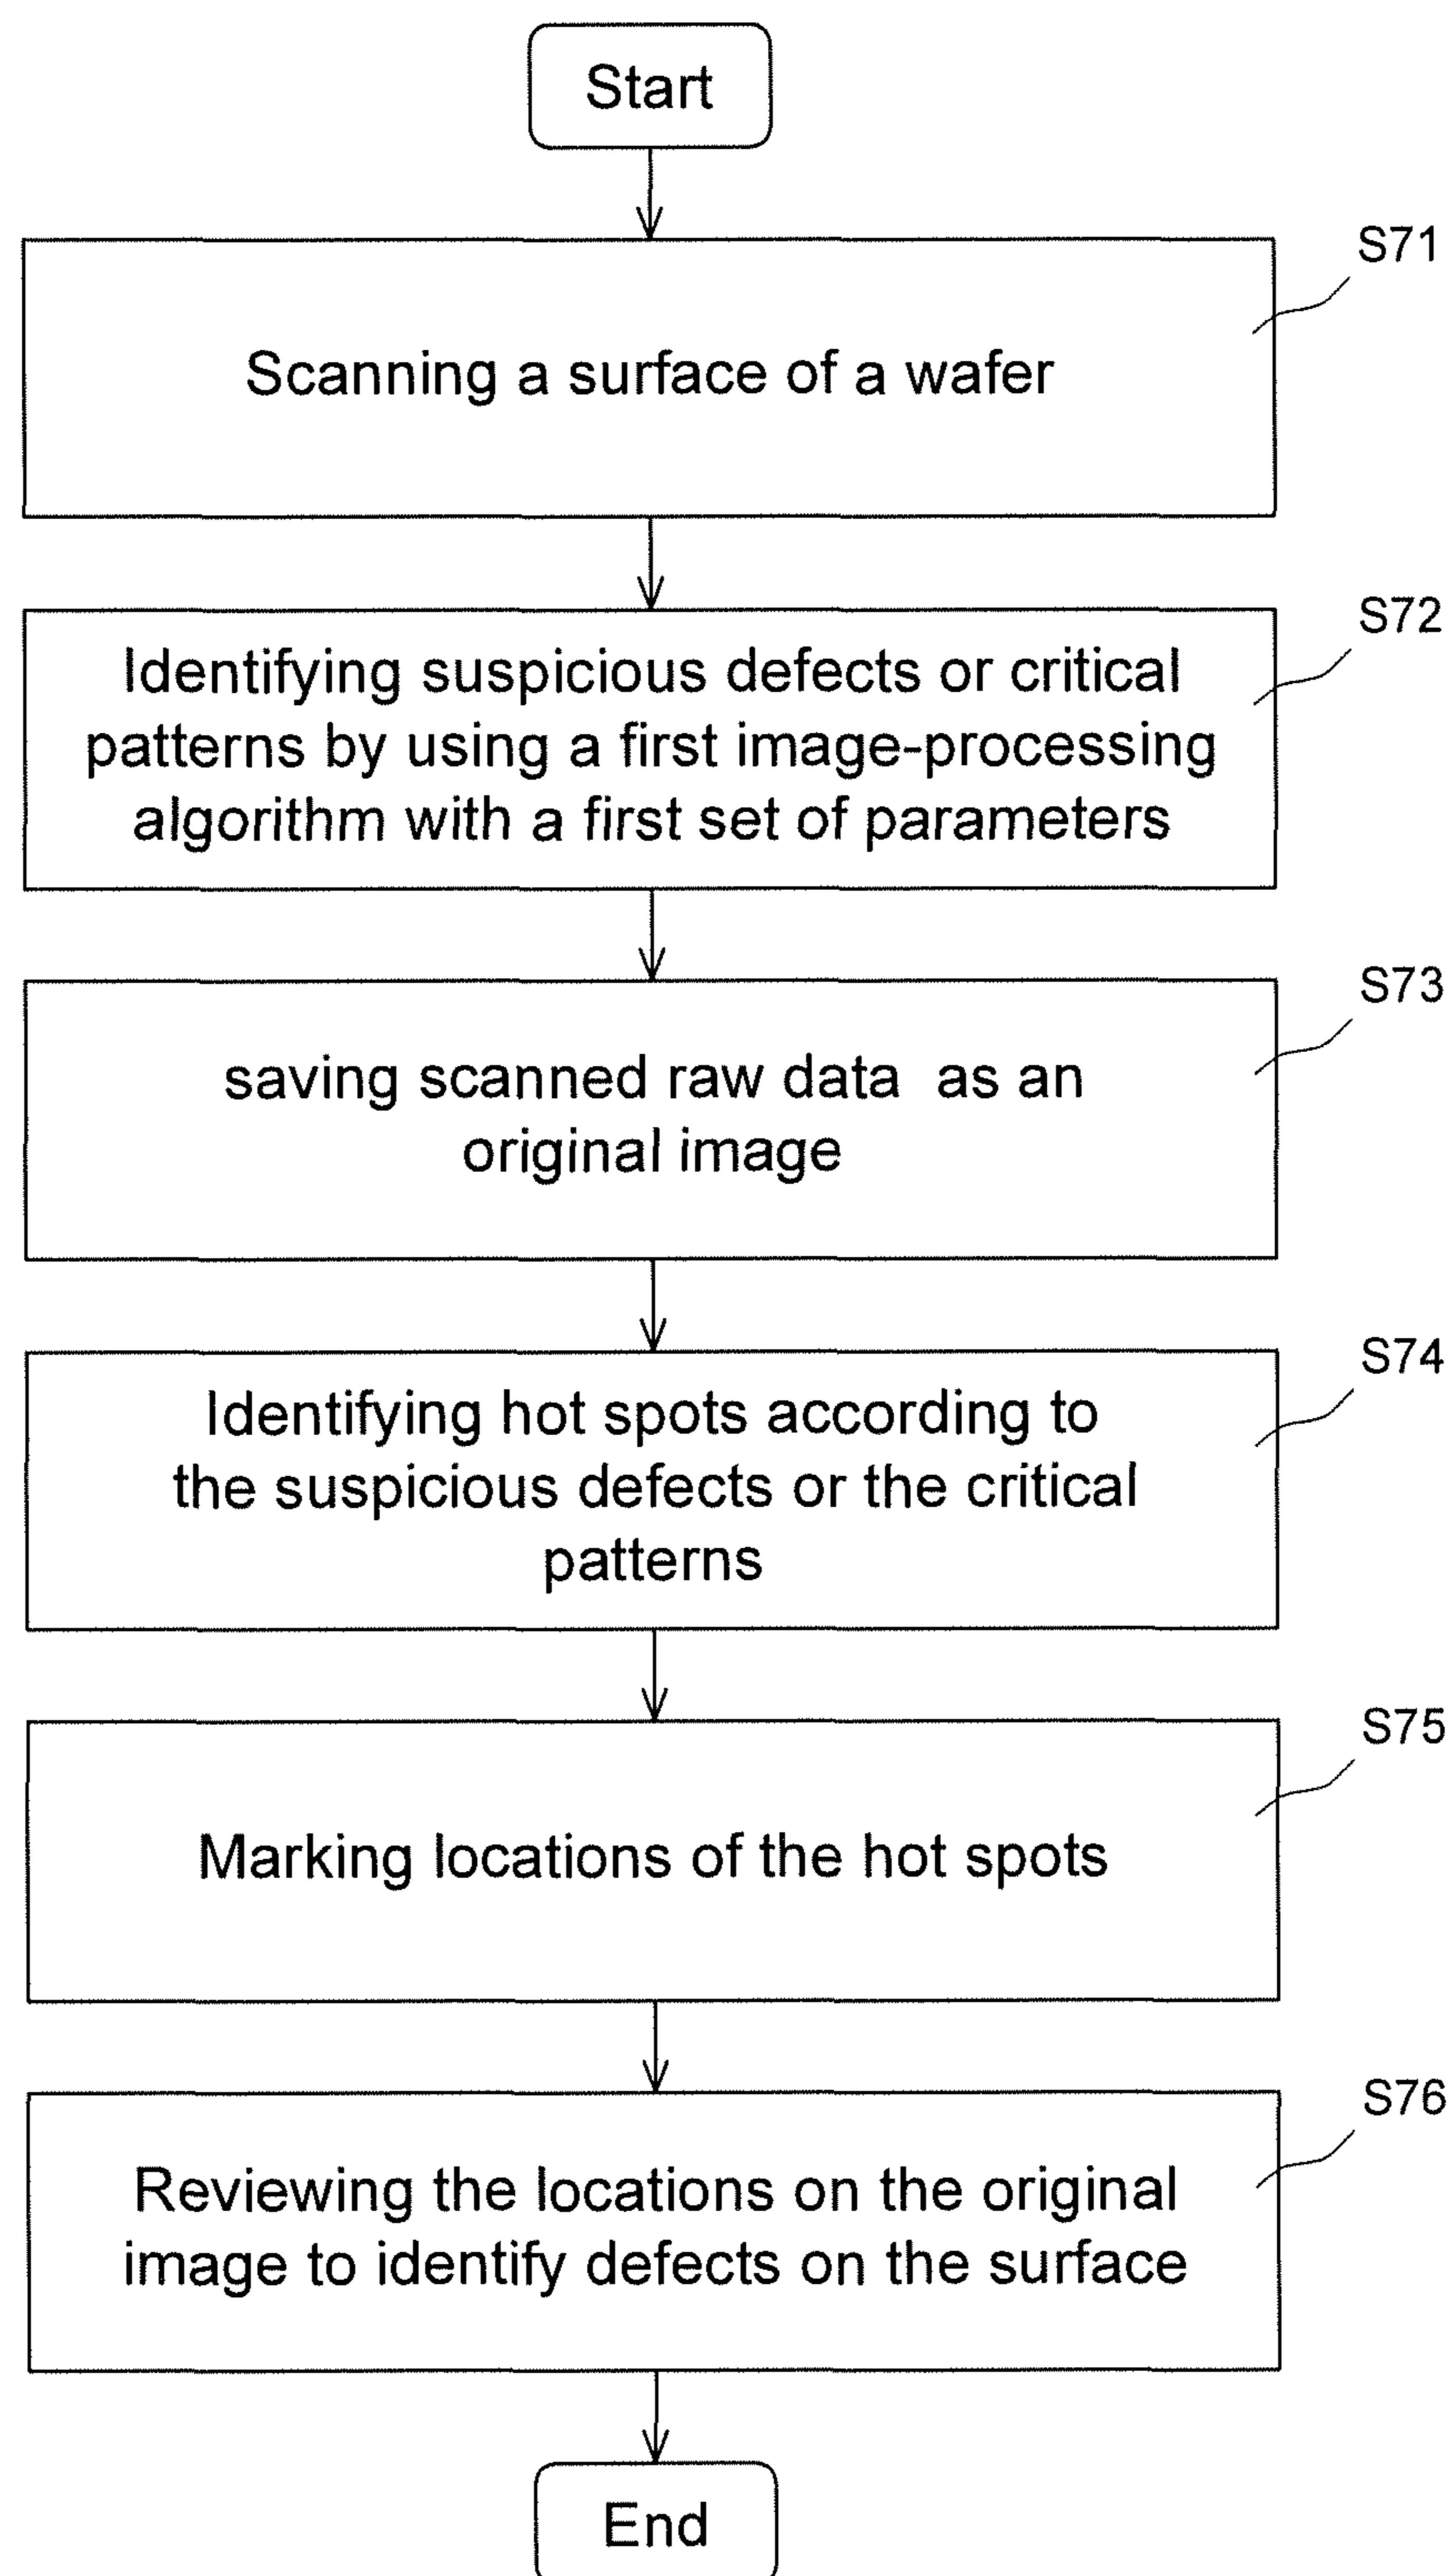 Start
S71
Scanning a surface of a wafer
S72
Identifying suspicious defects or critical
patterns by using a first image-processing
algorithm with a first set of parameters
S73
saving scanned raw data as an
original image
S74
Identifying hot spots according to
the suspicious defects or the critical
patterns
S75
Marking locations of the hot spots
S76
Reviewing the locations on the original
image to identify defects on the surface
End